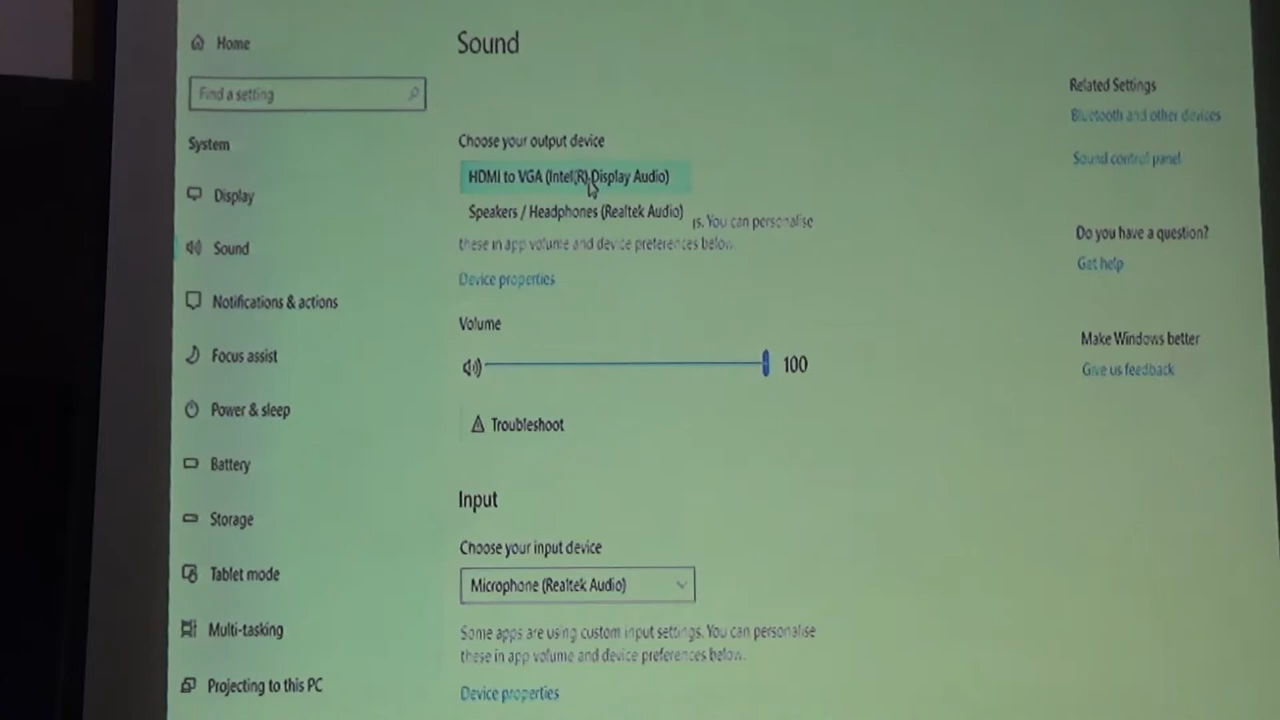 Home
Find a setting
System
Display
Sound
Notifications & actions
Focus assist
Power & sleep
Battery
Storage
Tablet mode
Multi-tasking
Projecting to this PC
Sound
Choose your output device
HDMI to VGA (Intel(R) Display Audio)
Speakers / Headphones (Realtek Audio)
s. You can personalise
these in app volume and device preferences below.
Device properties
Volume
100
Troubleshoot
Input
Choose your input device
Microphone (Realtek Audio)
Some apps are using custom input settings. You can personalise
these in app volume and device preferences below.
Device properties
Related Settings
Bluetooth and other devices
Sound control panel
Do you have a question?
Get help
Make Windows better
Give us feedback